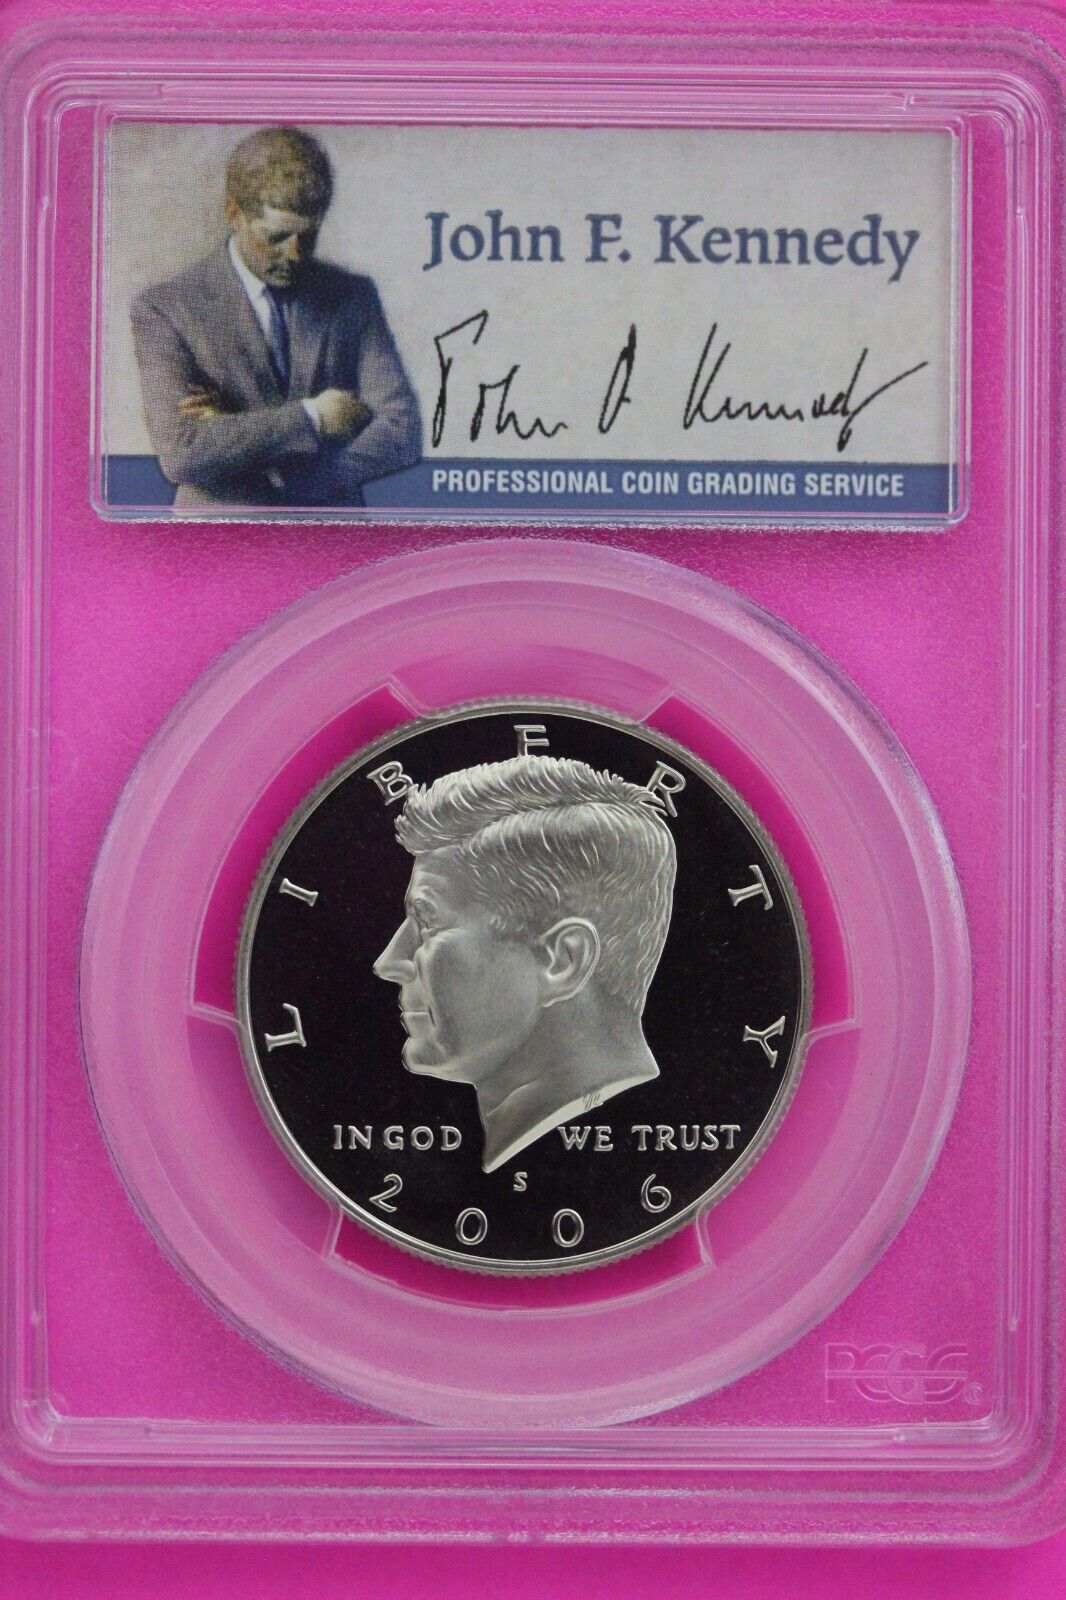 John F. Kennedy
John F Kennedy
PROFESSIONAL COIN GRADING SERVICE
LIBERTY
IN GOD WE TRUST
S
2006
PCGS®